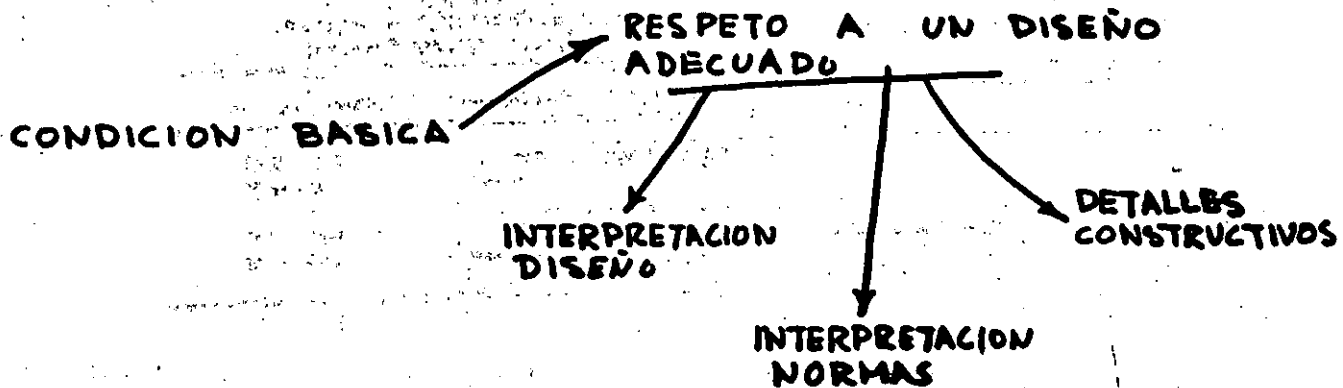 RESPETO A UN DISEÑO
ADECUADO
CONDICION BASICA
INTERPRETACION
DISEÑO
DETALLES
CONSTRUCTIVOS
INTERPRETACION
NORMAS